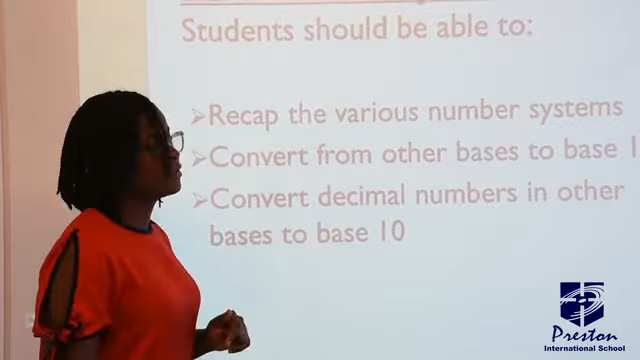 Students should be able to:
➢Recap the various number systems
➢Convert from other bases to base 1
➢Convert decimal numbers in other
bases to base 10
Preston
International School